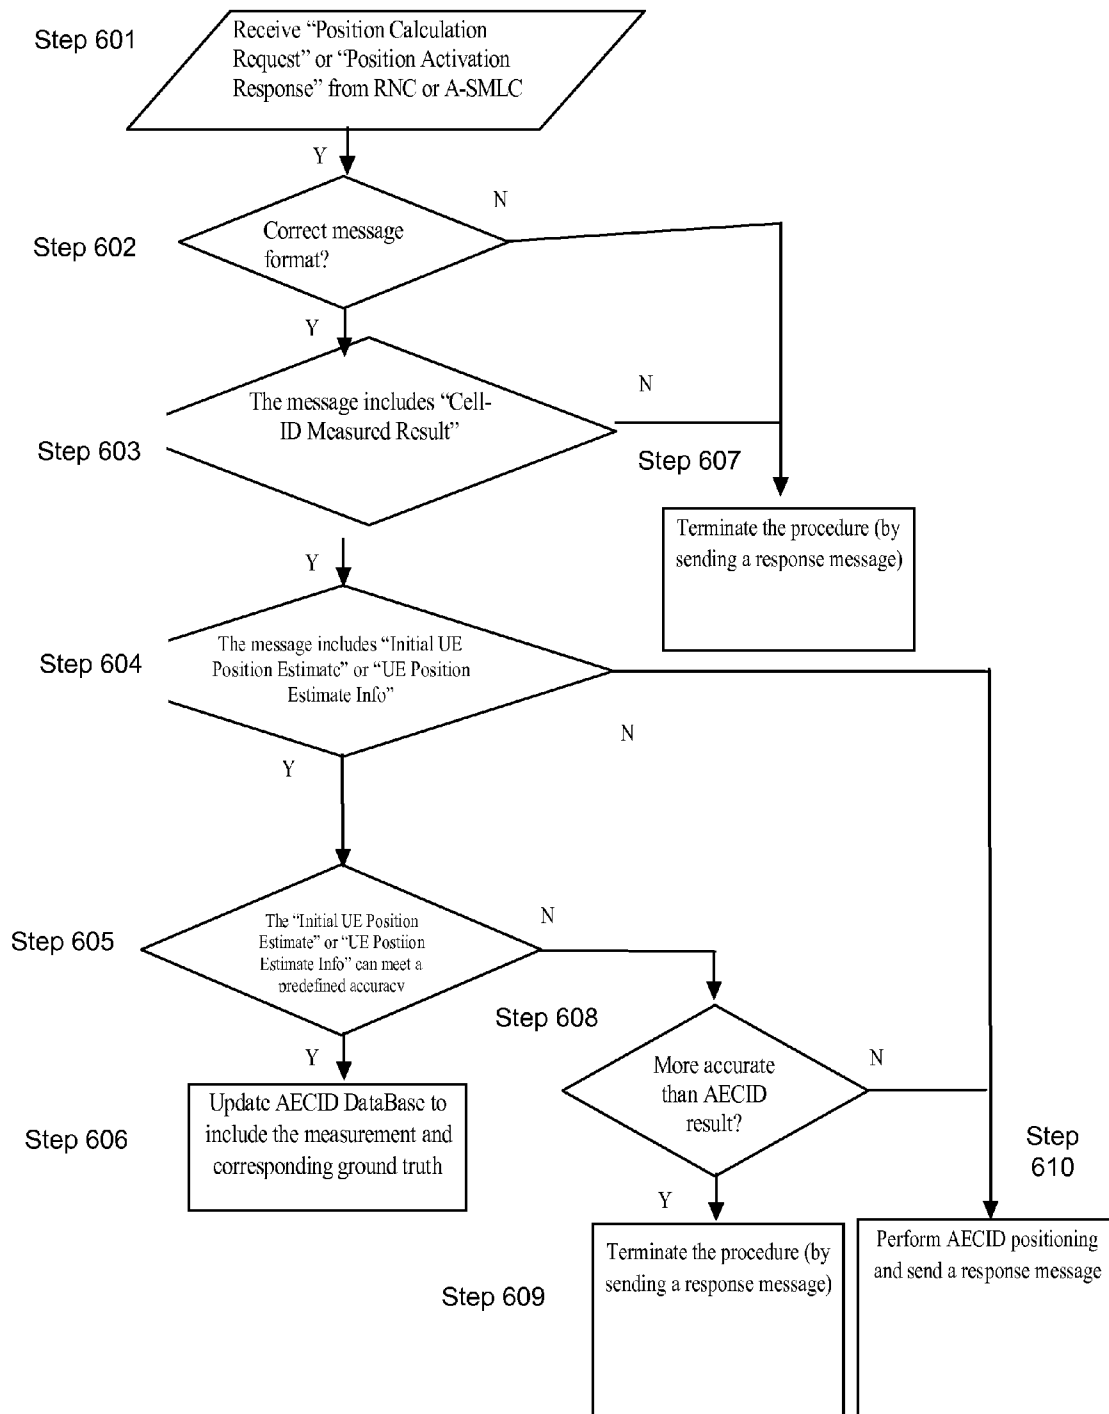 Step 601
Receive “Position Calculation
Request” or “Position Activation
Response” from RNC or A-SMLC
Y
N
Step 602
Correct message
format?
Y
N
Step 603
The message includes “Cell-
ID Measured Result”
Step 607
Terminate the procedure (by
sending a response message)
Y
Step 604
The message includes “Initial UE
Position Estimate” or “UE Position
Estimate Info”
N
Y
Step 605
The “Initial UE Position
Estimate” or “UE Postiion
Estimate Info” can meet a
predefined accuracy
N
Step 608
More accurate
than AECID
result?
N
Y
Step 606
Update AECID DataBase to
include the measurement and
corresponding ground truth
Step
610
Y
Step 609
Terminate the procedure (by
sending a response message)
Perform AECID positioning
and send a response message